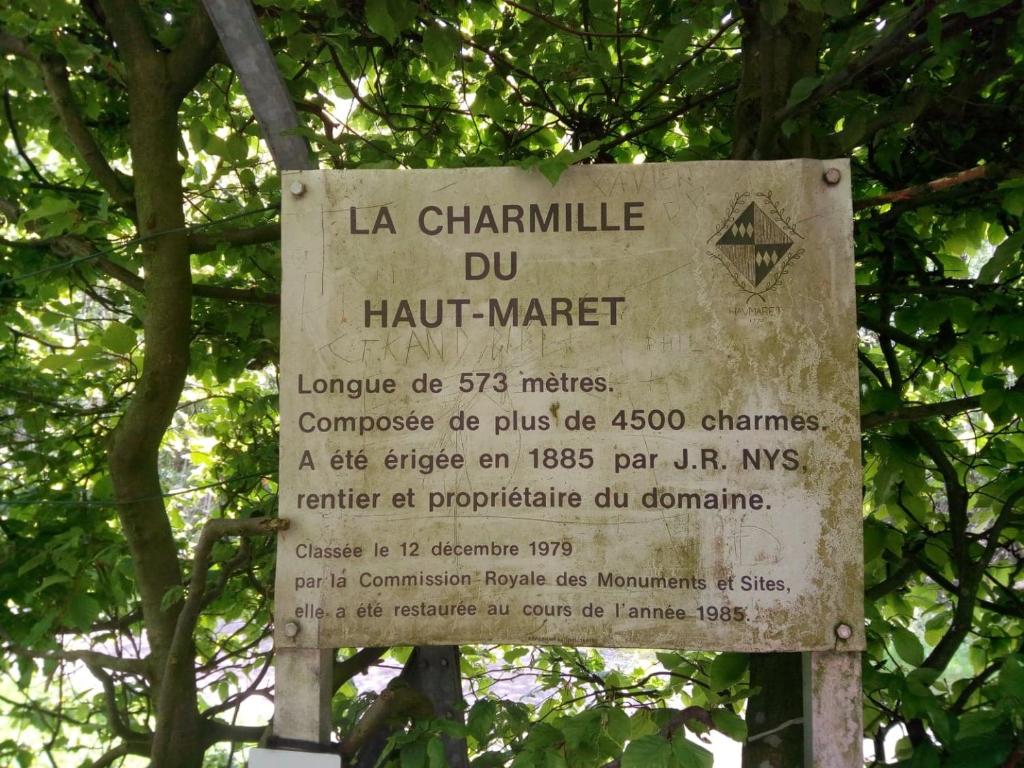 LA CHARMILLE
DU
HAUT-MARET
HAVMARET
XAVIER
Longue de 573 mètres.
Composée de plus de 4500 charmes.
A été érigée en 1885 par J.R. NYS,
rentier et propriétaire du domaine.
Classée le 12 décembre 1979
par la Commission Royale des Monuments et Sites,
elle a été restaurée au cours de l'année 1985.